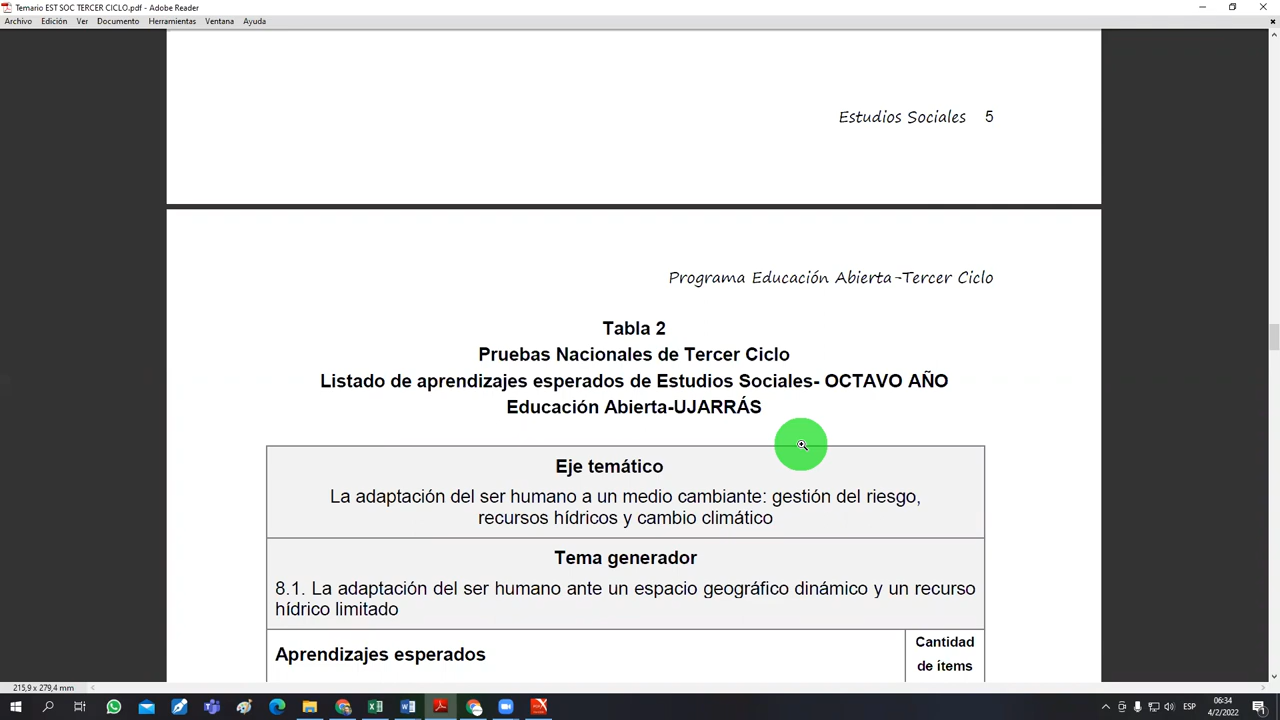 Temario EST SOC TERCER CICLO.pdf - Adobe Reader
Archivo Edición Ver Documento Herramientas Ventana Ayuda
Estudios Sociales 5
Programa Educación Abierta-Tercer Ciclo
Tabla 2
Pruebas Nacionales de Tercer Ciclo
Listado de aprendizajes esperados de Estudios Sociales- OCTAVO AÑO
Educación Abierta-UJARRÁS
Eje temático
La adaptación del ser humano a un medio cambiante: gestión del riesgo,
recursos hídricos y cambio climático
Tema generador
8.1. La adaptación del ser humano ante un espacio geográfico dinámico y un recurso
hídrico limitado
Aprendizajes esperados
Cantidad
de ítems
215,9 x 279,4 mm
ESP
06:34
4/2/2022